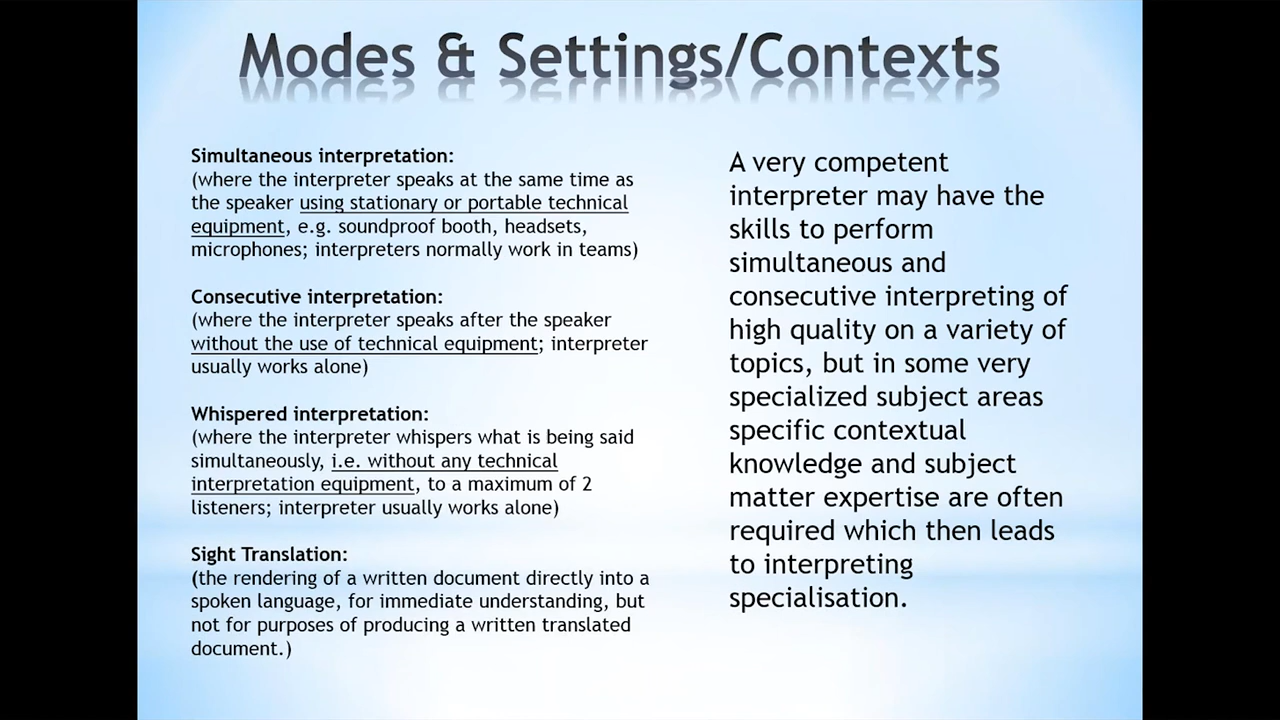 Modes & Settings/Contexts
Simultaneous interpretation:
(where the interpreter speaks at the same time as
the speaker using stationary or portable technical
equipment, e.g. soundproof booth, headsets,
microphones; interpreters normally work in teams)
Consecutive interpretation:
(where the interpreter speaks after the speaker
without the use of technical equipment; interpreter
usually works alone)
Whispered interpretation:
(where the interpreter whispers what is being said
simultaneously, i.e. without any technical
interpretation equipment, to a maximum of 2
listeners; interpreter usually works alone)
Sight Translation:
(the rendering of a written document directly into a
spoken language, for immediate understanding, but
not for purposes of producing a written translated
document.)
A very competent
interpreter may have the
skills to perform
simultaneous and
consecutive interpreting of
high quality on a variety of
topics, but in some very
specialized subject areas
specific contextual
knowledge and subject
matter expertise are often
required which then leads
to interpreting
specialisation.